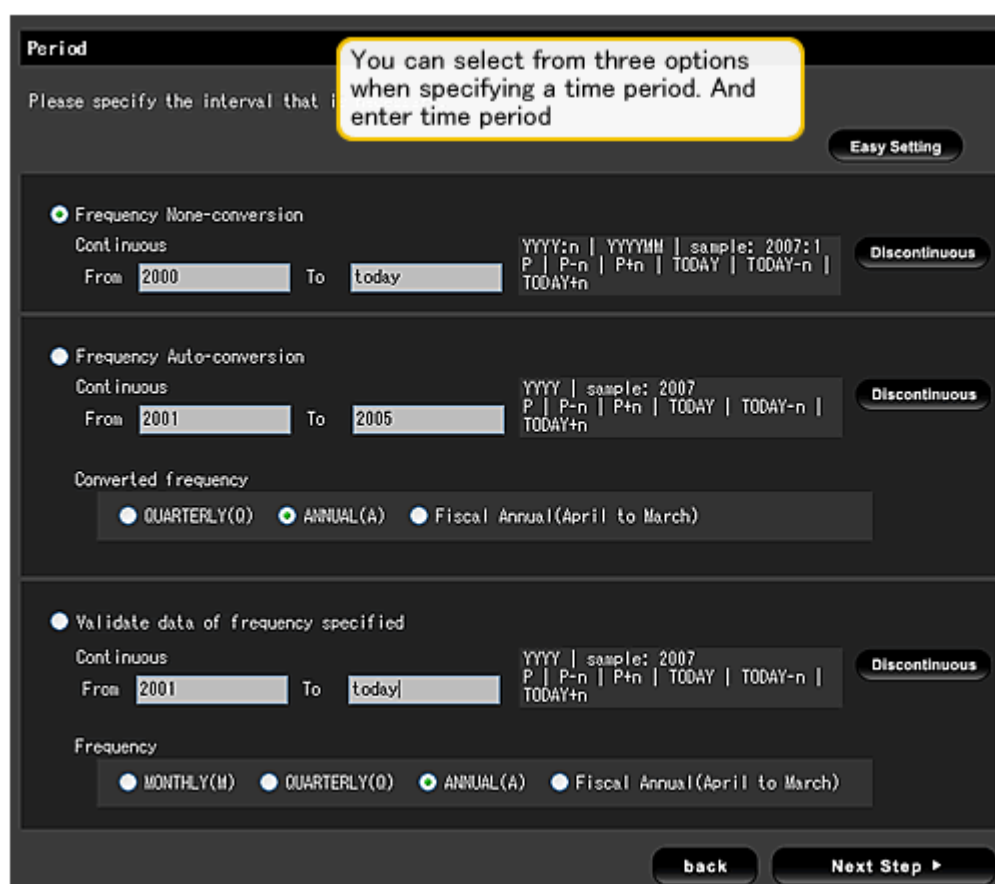 Period
You can select from three options
when specifying a time period. And
enter time period
Please specify the interval that i
Easy Setting
Frequency None-conversion
Continuous
From 2000 To today
YYYY:n | YYYYMM | sample: 2007:1
P | P-n | P+n | TODAY | TODAY-n |
TODAY+n
Discontinuous
Frequency Auto-conversion
Continuous
From 2001 To 2005
YYYY | sample: 2007
P | P-n | P+n | TODAY | TODAY-n |
TODAY+n
Discontinuous
Converted frequency
QUARTERLY(Q) ANNUAL(A) Fiscal Annual(April to March)
Validate data of frequency specified
Continuous
From 2001 To today
YYYY | sample: 2007
P | P-n | P+n | TODAY | TODAY-n |
TODAY+n
Discontinuous
Frequency
MONTHLY(M) QUARTERLY(Q) ANNUAL(A) Fiscal Annual(April to March)
back Next Step